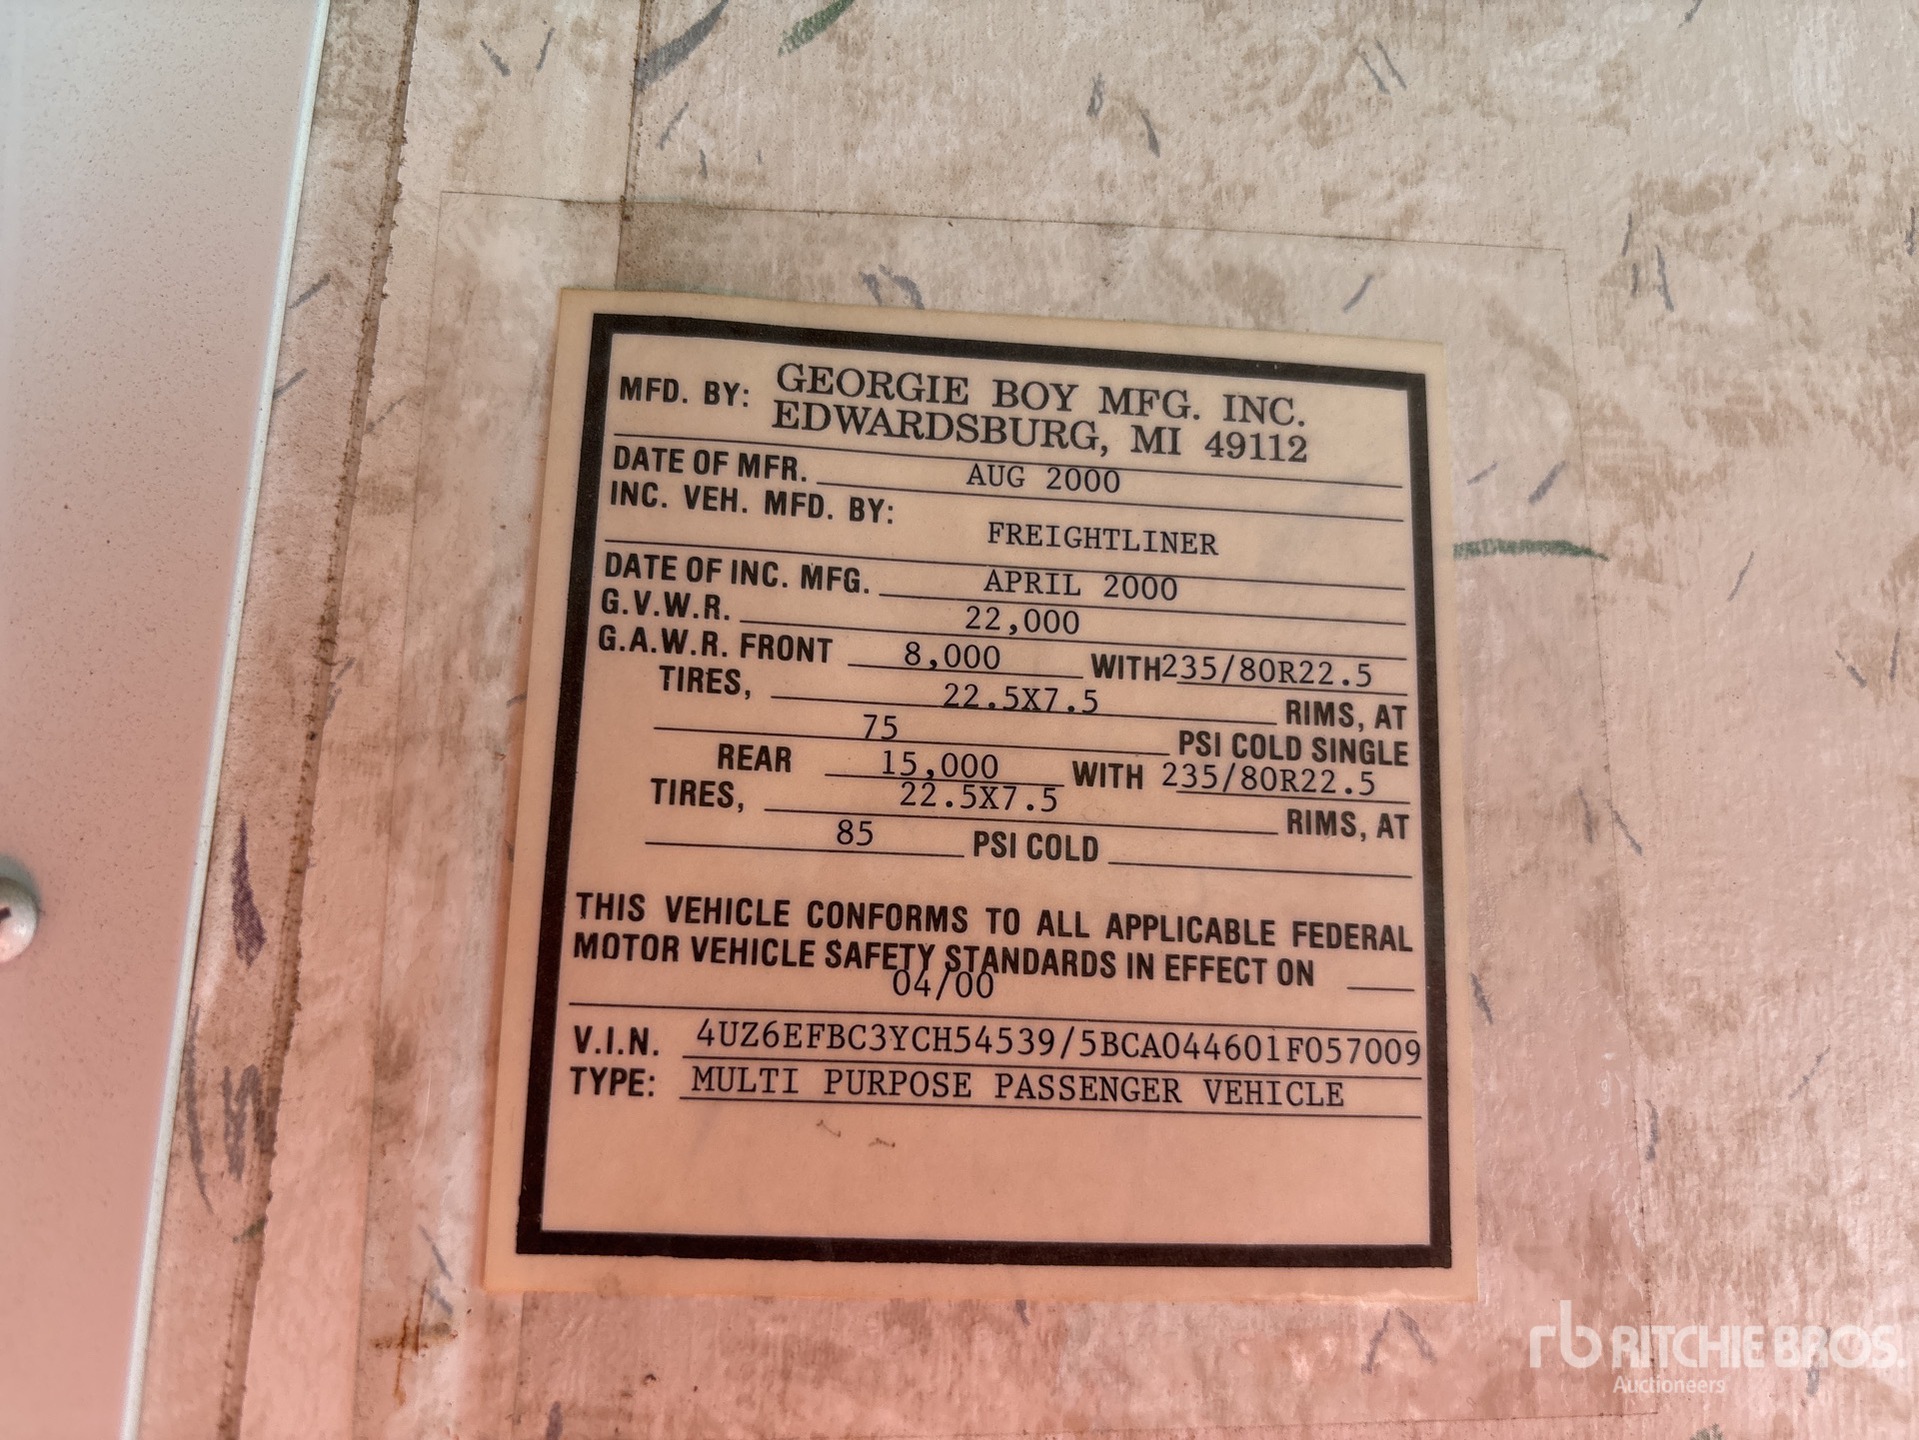 MFD. BY: GEORGIE BOY MFG. INC.
EDWARDSBURG, MI 49112
DATE OF MFR. AUG 2000
INC. VEH. MFD. BY:
FREIGHTLINER
DATE OF INC. MFG. APRIL 2000
G.V.W.R. 22,000
G.A.W.R. FRONT 8,000 WITH 235/80R22.5
TIRES, 22.5X7.5 RIMS, AT
75 PSI COLD SINGLE
REAR 15,000 WITH 235/80R22.5
TIRES, 22.5X7.5 RIMS, AT
85 PSI COLD
THIS VEHICLE CONFORMS TO ALL APPLICABLE FEDERAL
MOTOR VEHICLE SAFETY STANDARDS IN EFFECT ON
04/00
V.I.N. 4UZ6EFBC3YCH54539/5BCA044601F057009
TYPE: MULTI PURPOSE PASSENGER VEHICLE
rb RITCHIE BROS.
Auctioneers